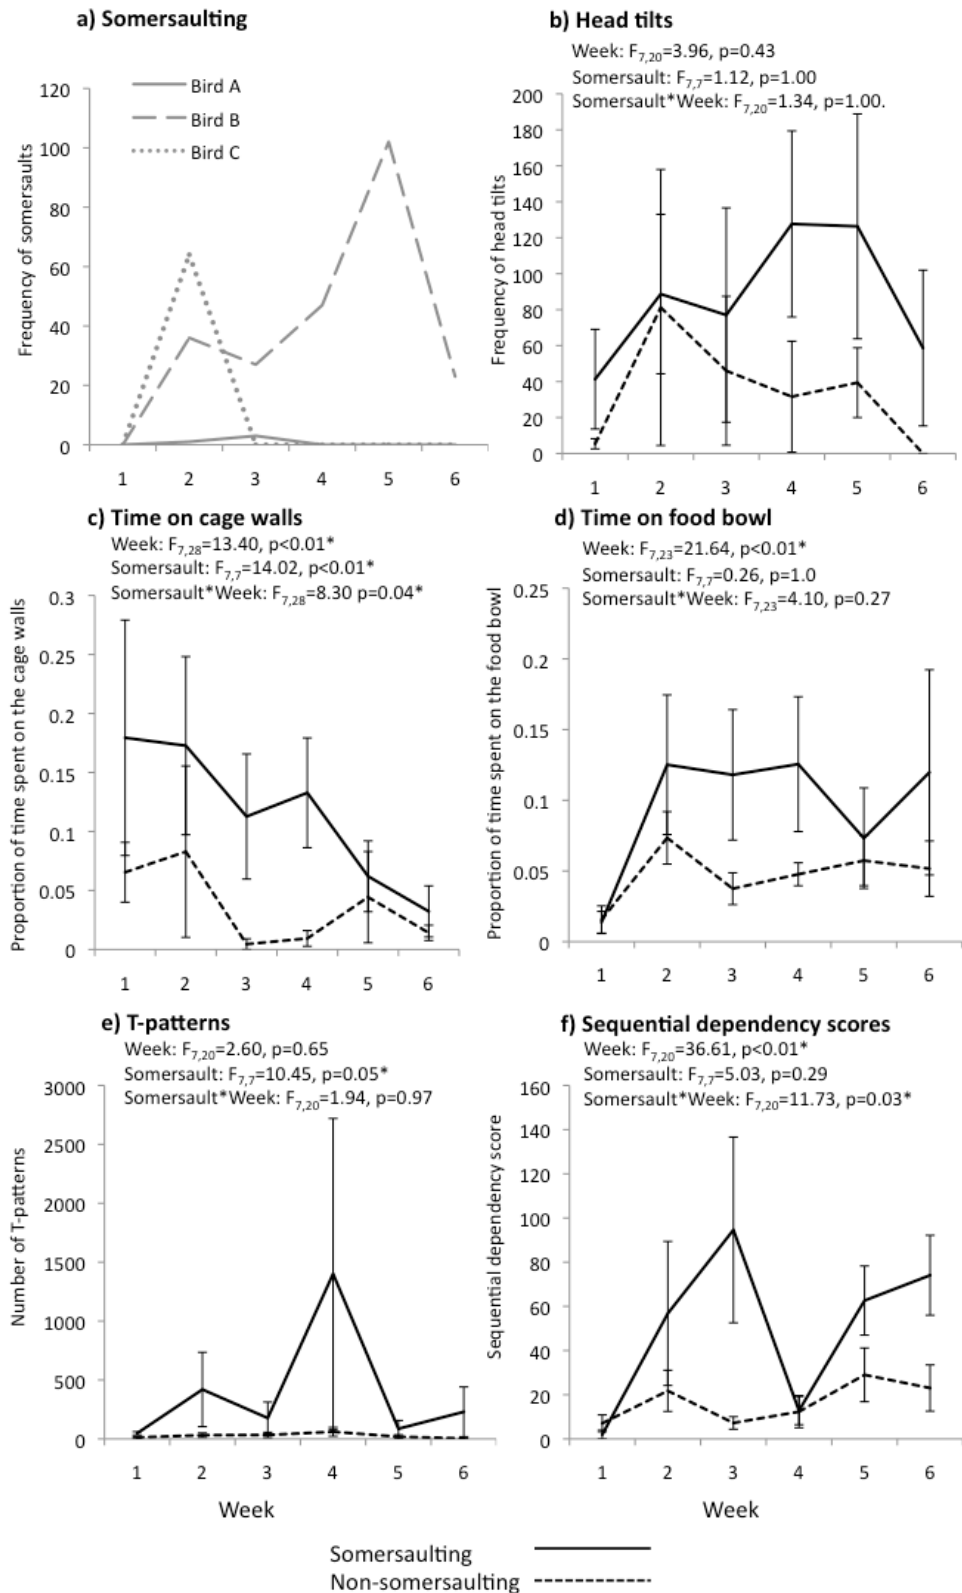 a) Somersaulting
Bird A
Bird B
Bird C
Frequency of somersaults
120
100
80
60
40
20
0
1 2 3 4 5 6
b) Head tilts
Week: F7,20=3.96, p=0.43
Somersault: F7,7=1.12, p=1.00
Somersault*Week: F7,20=1.34, p=1.00.
Frequency of head tilts
200
180
160
140
120
100
80
60
40
20
0
1 2 3 4 5 6
c) Time on cage walls
Week: F7,28=13.40, p<0.01*
Somersault: F7,7=14.02, p<0.01*
Somersault*Week: F7,28=8.30 p=0.04*
Proportion of time spent on the cage walls
0.3
0.25
0.2
0.15
0.1
0.05
0
1 2 3 4 5 6
d) Time on food bowl
Week: F7,23=21.64, p<0.01*
Somersault: F7,7=0.26, p=1.0
Somersault*Week: F7,23=4.10, p=0.27
Proportion of time spent on the food bowl
0.25
0.2
0.15
0.1
0.05
0
1 2 3 4 5 6
e) T-patterns
Week: F7,20=2.60, p=0.65
Somersault: F7,7=10.45, p=0.05*
Somersault*Week: F7,20=1.94, p=0.97
Number of T-patterns
3000
2500
2000
1500
1000
500
0
1 2 3 4 5 6
Week
f) Sequential dependency scores
Week: F7,20=36.61, p<0.01*
Somersault: F7,7=5.03, p=0.29
Somersault*Week: F7,20=11.73, p=0.03*
Sequential dependency score
160
140
120
100
80
60
40
20
0
1 2 3 4 5 6
Week
Somersaulting
Non-somersaulting